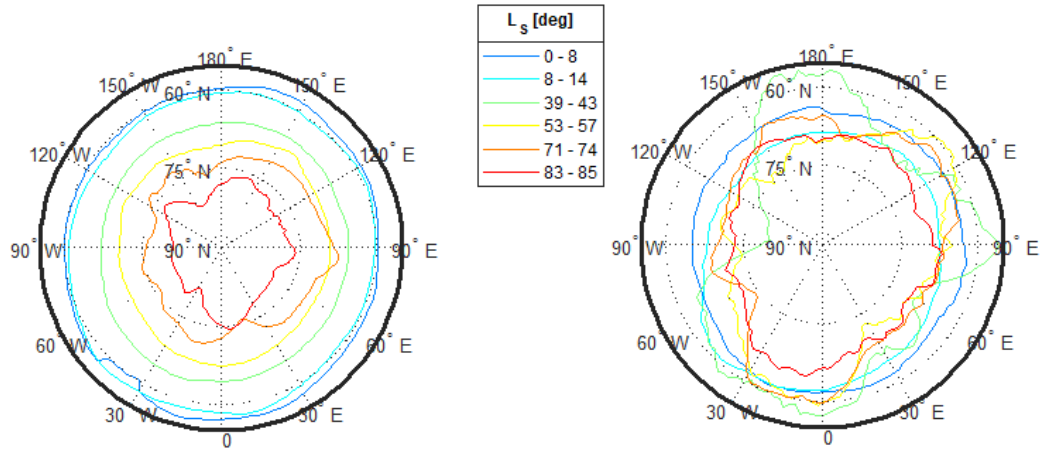 180° E
150° W
150° E
60° N
120° W
120° E
75° N
90° W
90° N
90° E
60° W
60° E
30° W
30° E
0
L_S [deg]
0 - 8
8 - 14
39 - 43
53 - 57
71 - 74
83 - 85
180° E
150° W
150° E
60° N
120° W
120° E
75° N
90° W
90° N
90° E
60° W
60° E
30° W
30° E
0